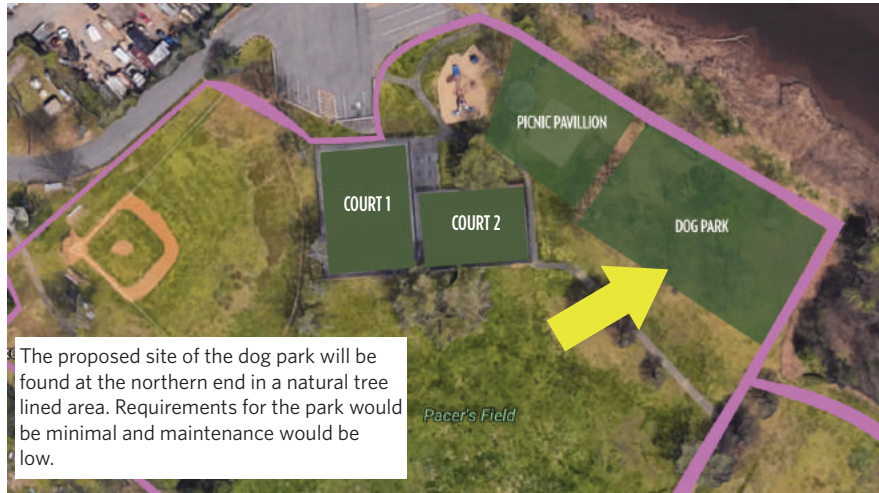 PICNIC PAVILLION
COURT 1
COURT 2
DOG PARK
The proposed site of the dog park will be
found at the northern end in a natural tree
lined area. Requirements for the park would
be minimal and maintenance would be
low.
Pacer's Field